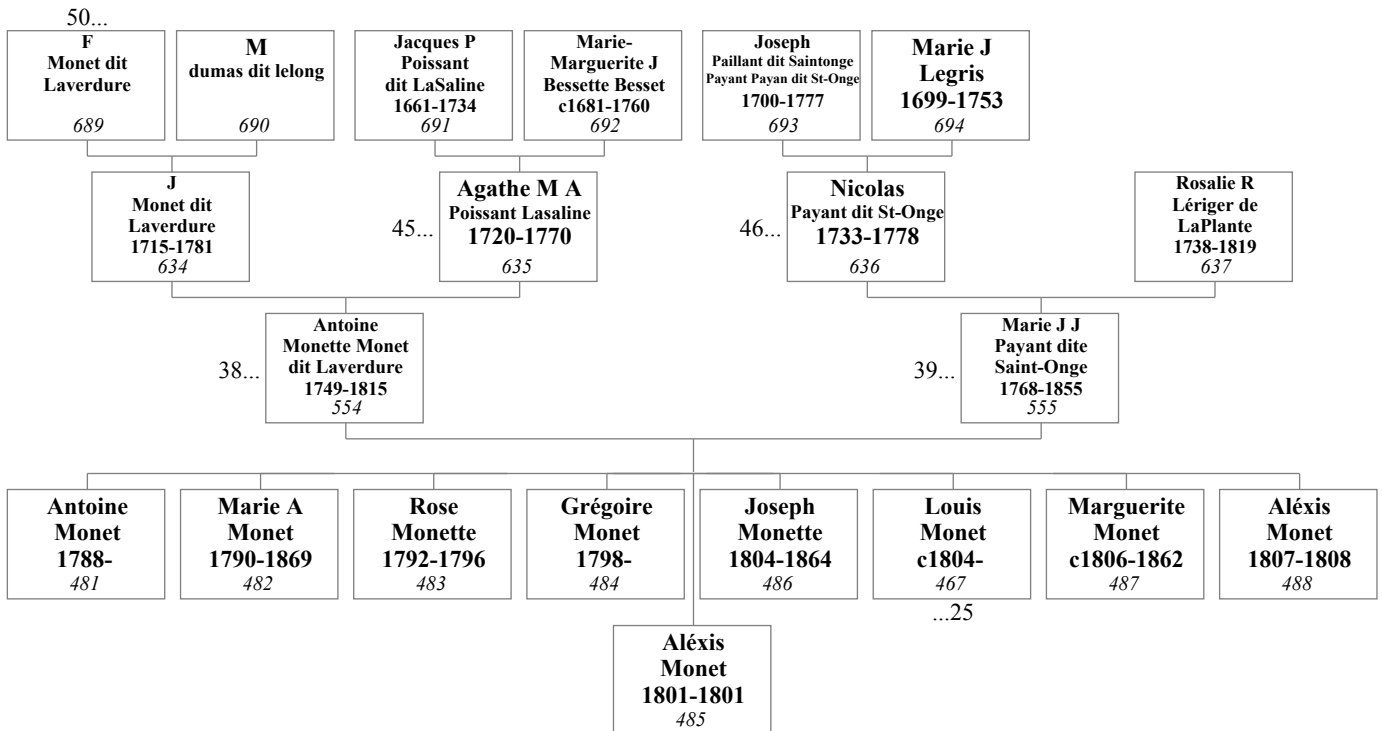 50...
F
Monet dit
Laverdure
689
M
dumas dit lelong
690
Jacques P
Poissant
dit LaSaline
1661-1734
691
Marie-
Marguerite J
Bessette Besset
c1681-1760
692
Joseph
Paillant dit Saintonge
Payant Payan dit St-Onge
1700-1777
693
Marie J
Legris
1699-1753
694
J
Monet dit
Laverdure
1715-1781
634
45...
Agathe M A
Poissant Lasaline
1720-1770
635
46...
Nicolas
Payant dit St-Onge
1733-1778
636
Rosalie R
Lériger de
LaPlante
1738-1819
637
38...
Antoine
Monette Monet
dit Laverdure
1749-1815
554
39...
Marie J J
Payant dite
Saint-Onge
1768-1855
555
Antoine
Monet
1788-
481
Marie A
Monet
1790-1869
482
Rose
Monette
1792-1796
483
Grégoire
Monet
1798-
484
Joseph
Monette
1804-1864
486
Louis
Monet
c1804-
467
...25
Marguerite
Monet
c1806-1862
487
Aléxis
Monet
1807-1808
488
Aléxis
Monet
1801-1801
485